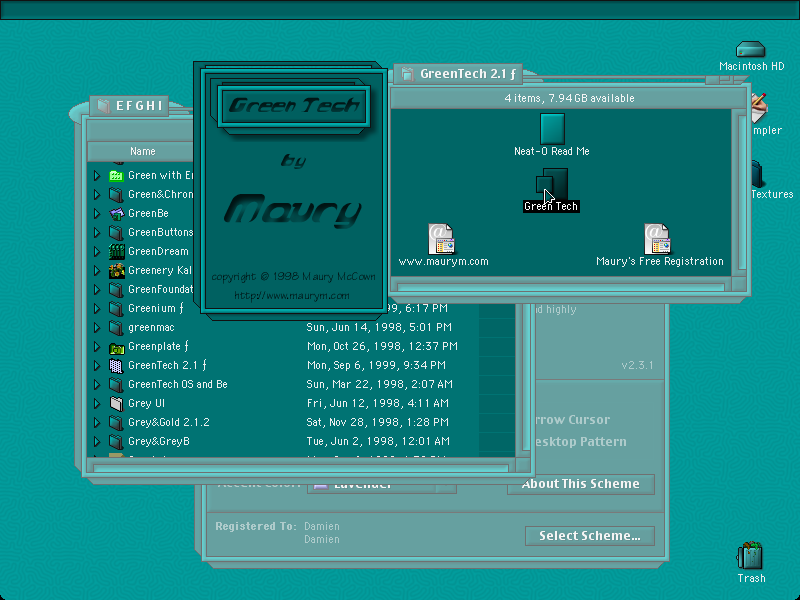 Macintosh HD
mpler
Textures
Trash
GreenTech 2.1 ƒ
4 items, 7.94 GB available
Neat-O Read Me
Green Tech
www.maurym.com
Maury's Free Registration
Green Tech
by
Maury
copyright © 1998 Maury McCown
http://www.maurym.com
E F G H I
Name
Green with En
Green&Chron
GreenBe
GreenButtons
GreenDream
Greenery Kal
GreenFoundat
Greenium ƒ 99, 6:17 PM
greenmac Sun, Jun 14, 1998, 5:01 PM
Greenplate ƒ Mon, Oct 26, 1998, 12:37 PM
GreenTech 2.1 ƒ Mon, Sep 6, 1999, 9:34 PM
GreenTech OS and Be Sun, Mar 22, 1998, 2:07 AM
Grey UI Fri, Jun 12, 1998, 4:11 AM
Grey&Gold 2.1.2 Sat, Nov 28, 1998, 1:28 PM
Grey&GreyB Tue, Jun 2, 1998, 12:01 AM
nd highly
v2.3.1
rrow Cursor
esktop Pattern
Accent Color: Lavender
About This Scheme
Registered To: Damien
Damien
Select Scheme...